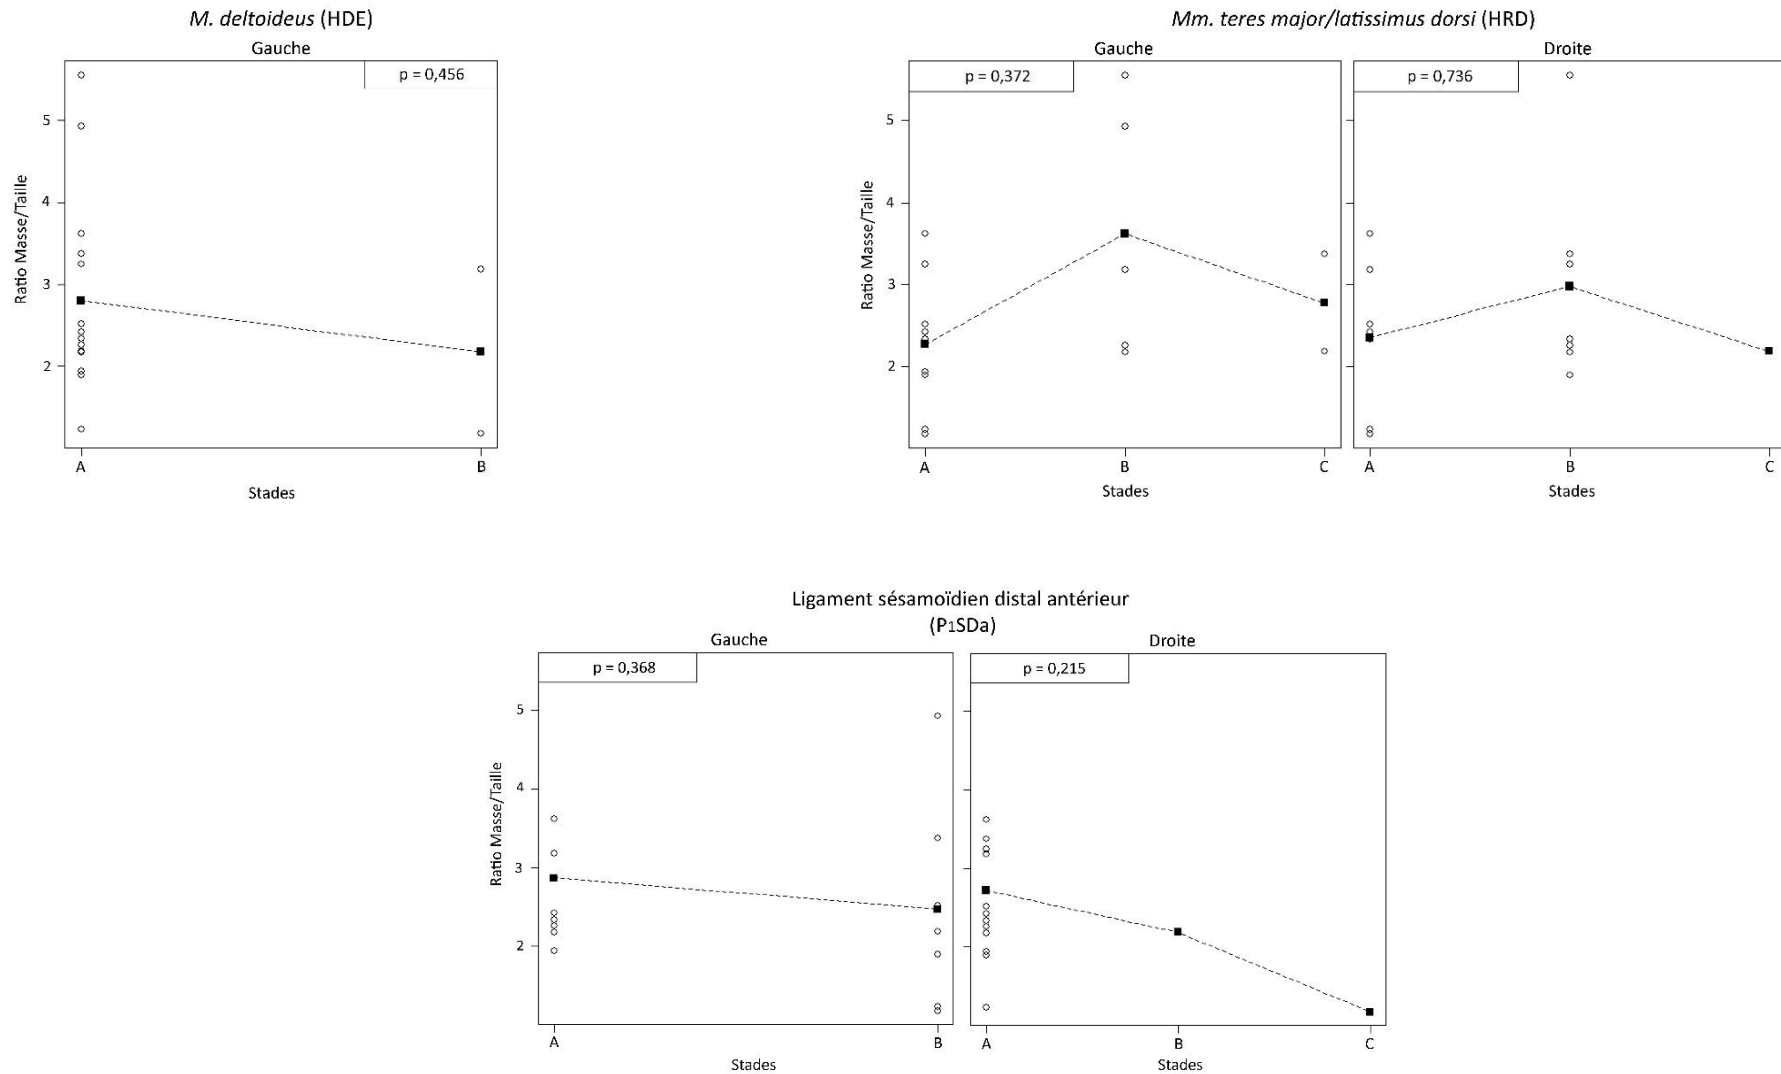 M. deltoideus (HDE)
Gauche
p = 0,456
5
4
3
2
Ratio Masse/Taille
A
B
Stades
Mm. teres major/latissimus dorsi (HRD)
Gauche
Droite
p = 0,372
p = 0,736
5
4
3
2
Ratio Masse/Taille
A
B
C
A
B
C
Stades
Stades
Ligament sésamoïdien distal antérieur
(P1SDa)
Gauche
Droite
p = 0,368
p = 0,215
5
4
3
2
Ratio Masse/Taille
A
B
A
B
C
Stades
Stades